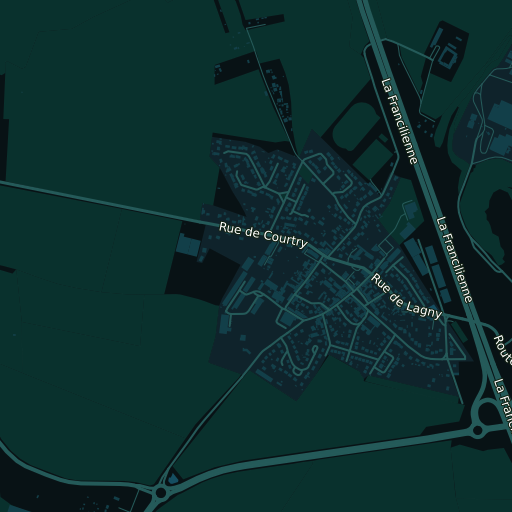 La Francilienne
Rue de Courtry
La Francilienne
Rue de Lagny
Route
La Franc